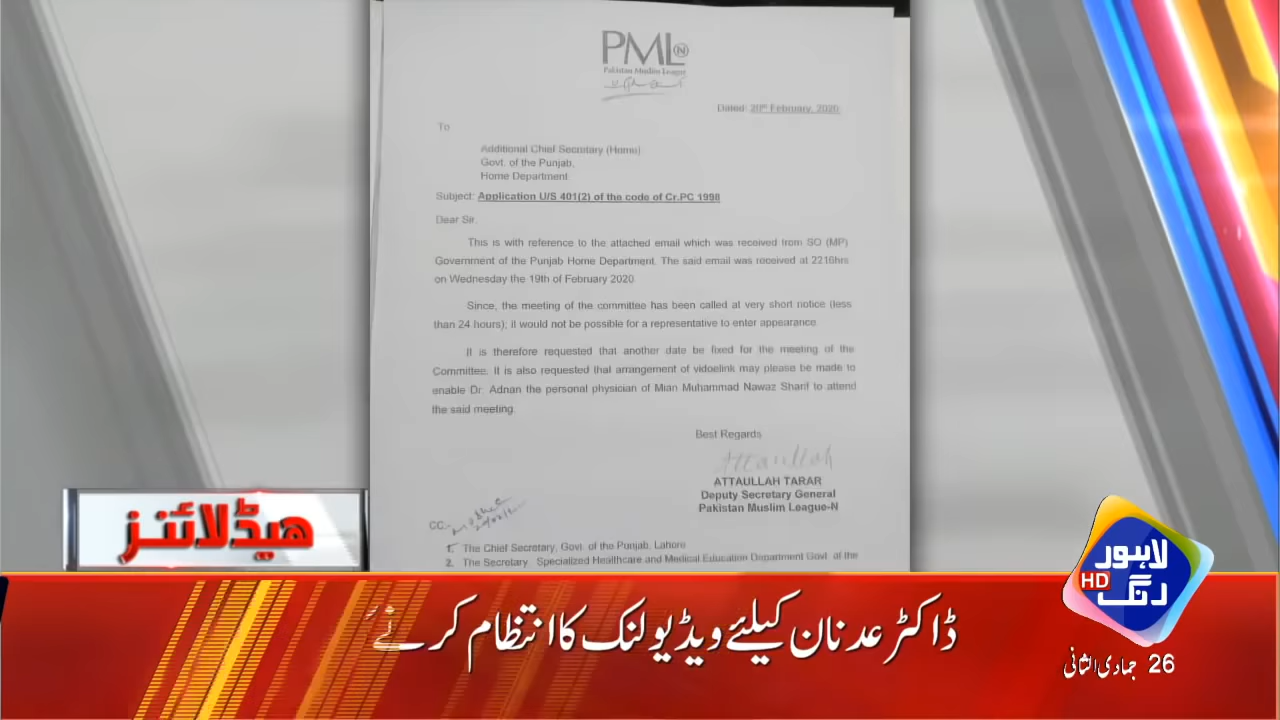 PML
N
Pakistan Muslim League
Dated: 20th February, 2020
To
Additional Chief Secretary (Home)
Govt. of the Punjab,
Home Department
Subject: Application U/S 401(2) of the code of Cr.PC 1998
Dear Sir,
This is with reference to the attached email which was received from SO (MP)
Government of the Punjab Home Department. The said email was received at 2216hrs
on Wednesday the 19th of February 2020
Since, the meeting of the committee has been called at very short notice (less
than 24 hours); it would not be possible for a representative to enter appearance.
It is therefore requested that another date be fixed for the meeting of the
Committee. It is also requested that arrangement of vidoelink may please be made to
enable Dr. Adnan the personal physician of Mian Muhammad Nawaz Sharif to attend
the said meeting.
Best Regards
Attaullah
ATTAULLAH TARAR
Deputy Secretary General
Pakistan Muslim League-N
CC:-
1. The Chief Secretary, Govt. of the Punjab, Lahore
2. The Secretary Specialized Healthcare and Medical Education Department Govt. of the
ہیڈلائنز
ڈاکٹر عدنان کیلئے ویڈیو لنک کا انتظام کرنے
لاہور
HD
رنگ
26 جمادی الثانی